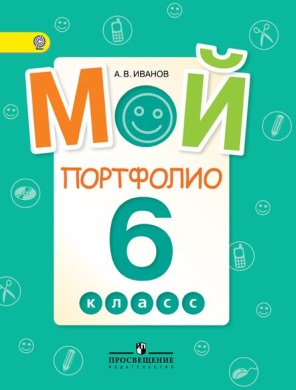 А. В. ИВАНОВ
МОЙ
ПОРТФОЛИО
6
класс
ПРОСВЕЩЕНИЕ
ИЗДАТЕЛЬСТВО